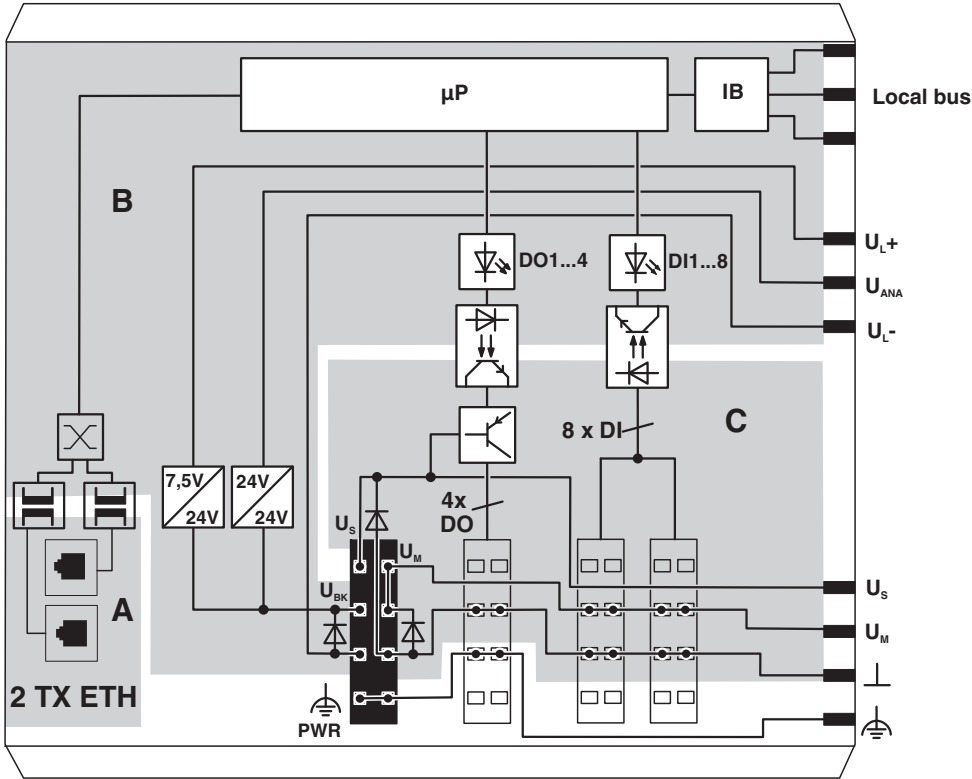 µP
IB
Local bus
B
U_L+
DO1...4
DI1...8
U_ANA
U_L-
C
8 x DI
7,5V
24V
24V
24V
4x
DO
U_S
U_M
U_BK
U_S
A
U_M
2 TX ETH
PWR